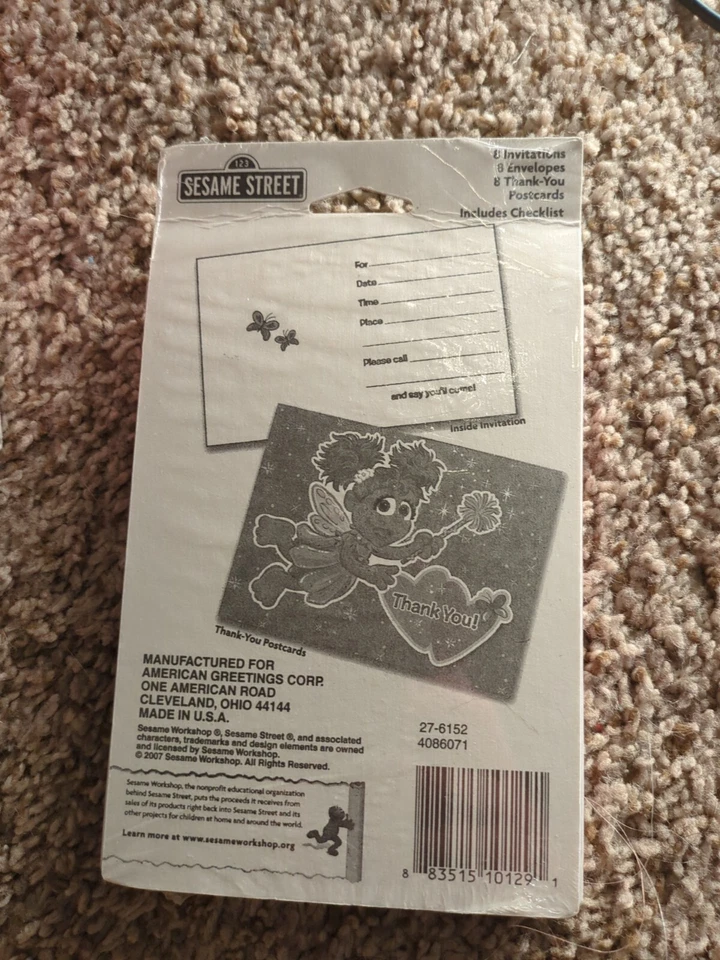 123
SESAME STREET
8 Invitations
8 Envelopes
8 Thank-You
Postcards
Includes Checklist
For
Date
Time
Place
Please call
and say you'll come!
Inside Invitation
Thank You!
Thank-You Postcards
MANUFACTURED FOR
AMERICAN GREETINGS CORP.
ONE AMERICAN ROAD
CLEVELAND, OHIO 44144
MADE IN U.S.A.
Sesame Workshop ®, Sesame Street ®, and associated
characters, trademarks and design elements are owned
and licensed by Sesame Workshop.
© 2007 Sesame Workshop. All Rights Reserved.
27-6152
4086071
Sesame Workshop, the nonprofit educational organization
behind Sesame Street, puts the proceeds it receives from
sales of its products right back into Sesame Street and its
other projects for children at home and around the world.
Learn more at www.sesameworkshop.org
8 83515 10129 1